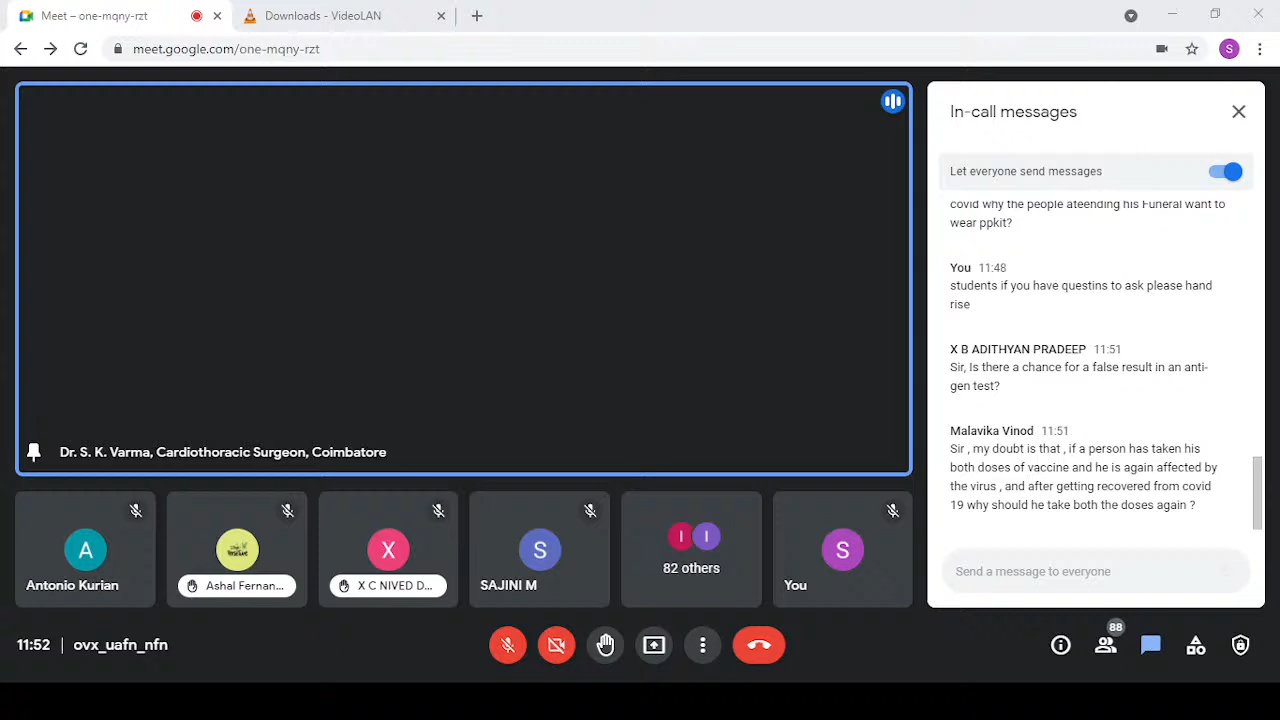 Meet – one-mqny-rzt
Downloads - VideoLAN
meet.google.com/one-mqny-rzt
S
Dr. S. K. Varma, Cardiothoracic Surgeon, Coimbatore
In-call messages
Let everyone send messages
covid why the people ateending his Funeral want to
wear ppkit?
You 11:48
students if you have questins to ask please hand
rise
X B ADITHYAN PRADEEP 11:51
Sir, Is there a chance for a false result in an anti-
gen test?
Malavika Vinod 11:51
Sir , my doubt is that , if a person has taken his
both doses of vaccine and he is again affected by
the virus , and after getting recovered from covid
19 why should he take both the doses again ?
Send a message to everyone
A
Antonio Kurian
Ashal Fernan...
X
X C NIVED D...
S
SAJINI M
I I
82 others
S
You
11:52 | ovx_uafn_nfn
88